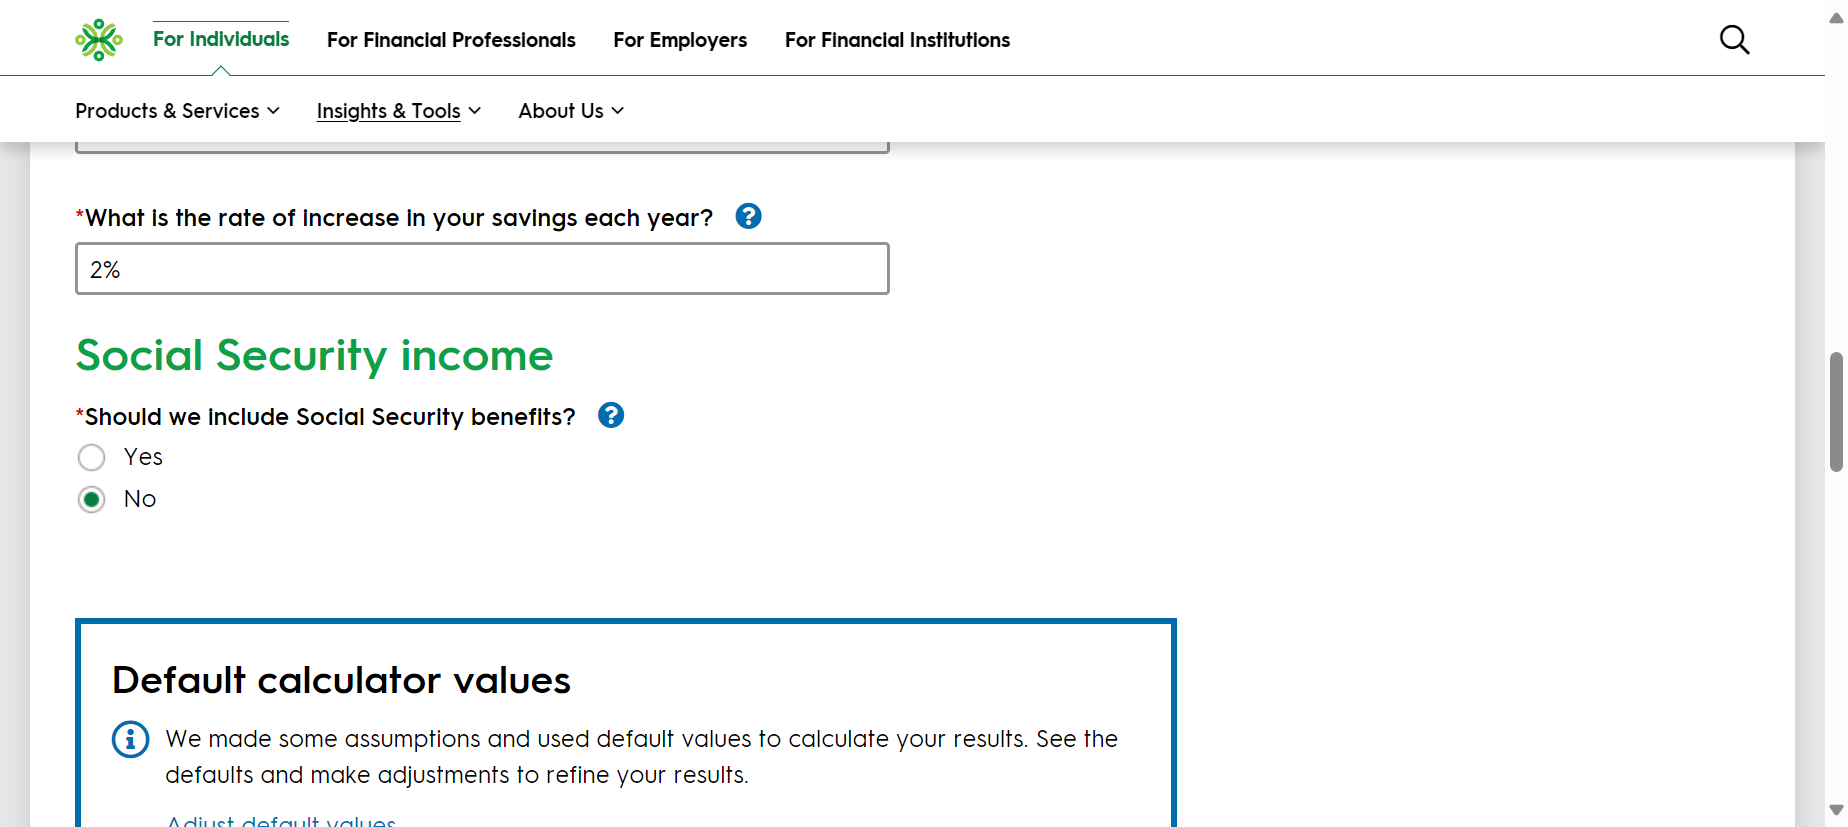 For Individuals
For Financial Professionals
For Employers
For Financial Institutions
Products & Services
Insights & Tools
About Us
*What is the rate of increase in your savings each year?
2%
Social Security income
*Should we include Social Security benefits?
Yes
No
Default calculator values
We made some assumptions and used default values to calculate your results. See the
defaults and make adjustments to refine your results.
Adjust default values